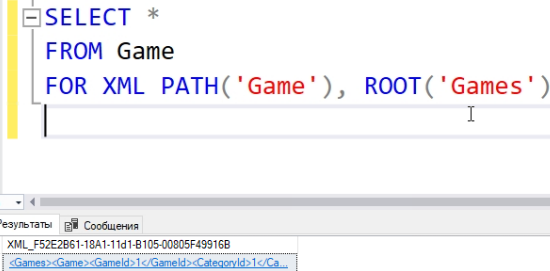 SELECT *
FROM Game
FOR XML PATH('Game'), ROOT('Games')
Результаты Сообщения
XML_F52E2B61-18A1-11d1-B105-00805F49916B
<Games><Game><GameId>1</GameId><CategoryId>1</Ca...